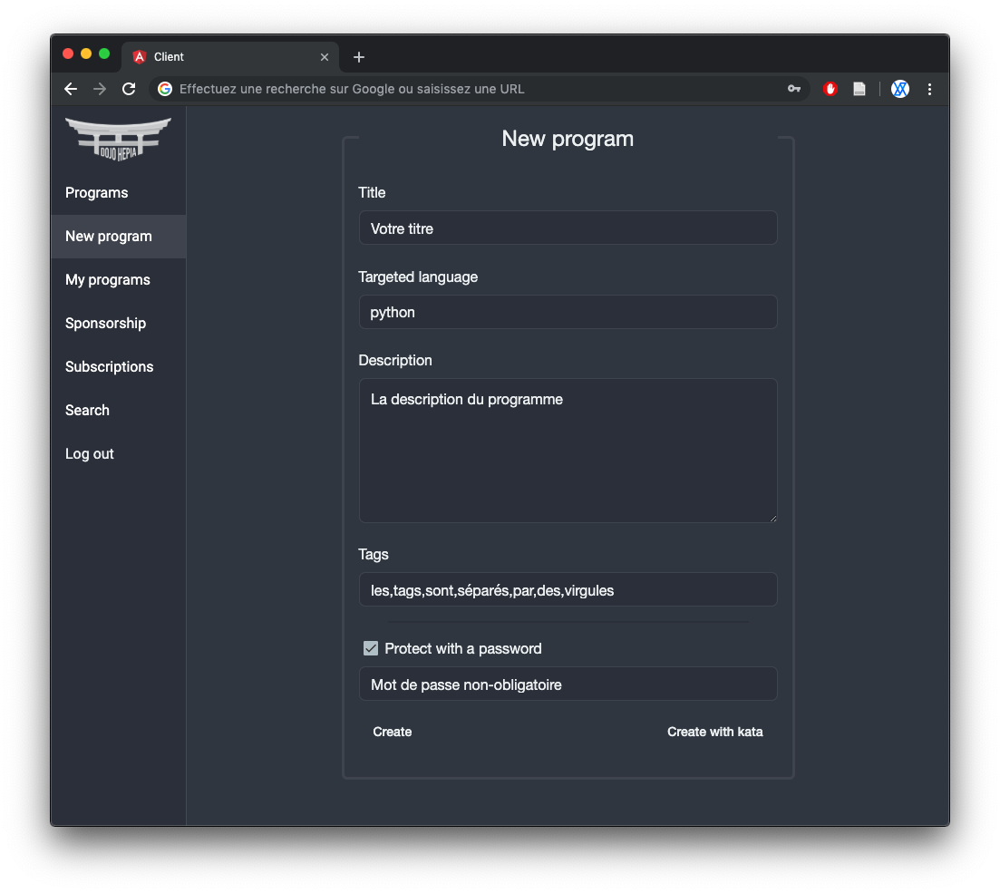 Client
Effectuez une recherche sur Google ou saisissez une URL
DOJO HEPIA
Programs
New program
My programs
Sponsorship
Subscriptions
Search
Log out
New program
Title
Votre titre
Targeted language
python
Description
La description du programme
Tags
les,tags,sont,séparés,par,des,virgules
Protect with a password
Mot de passe non-obligatoire
Create
Create with kata